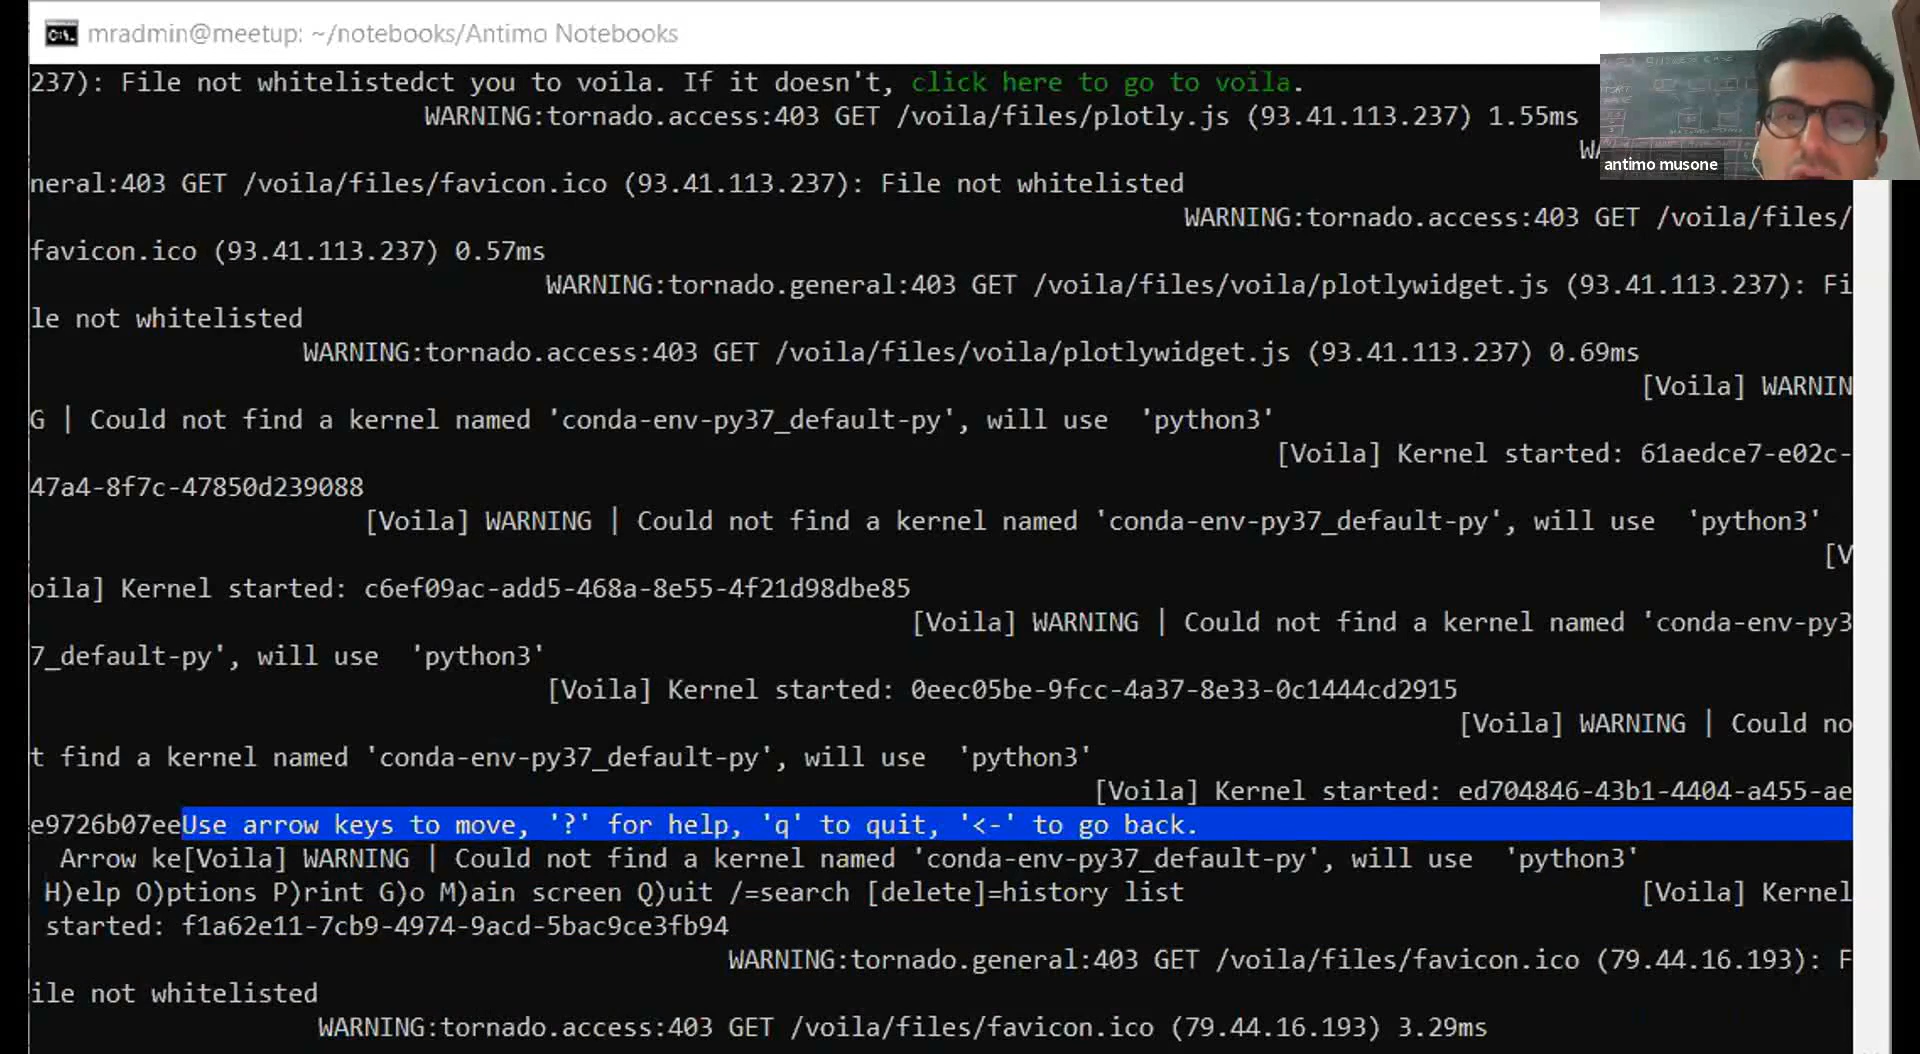 mradmin@meetup: ~/notebooks/Antimo Notebooks
237): File not whitelistedct you to voila. If it doesn't, click here to go to voila.
WARNING:tornado.access:403 GET /voila/files/plotly.js (93.41.113.237) 1.55ms
neral:403 GET /voila/files/favicon.ico (93.41.113.237): File not whitelisted
WARNING:tornado.access:403 GET /voila/files/
favicon.ico (93.41.113.237) 0.57ms
WARNING:tornado.general:403 GET /voila/files/voila/plotlywidget.js (93.41.113.237): Fi
le not whitelisted
WARNING:tornado.access:403 GET /voila/files/voila/plotlywidget.js (93.41.113.237) 0.69ms
[Voila] WARNIN
G | Could not find a kernel named 'conda-env-py37_default-py', will use  'python3'
[Voila] Kernel started: 61aedce7-e02c-
47a4-8f7c-47850d239088
[Voila] WARNING | Could not find a kernel named 'conda-env-py37_default-py', will use  'python3'
[V
oila] Kernel started: c6ef09ac-add5-468a-8e55-4f21d98dbe85
[Voila] WARNING | Could not find a kernel named 'conda-env-py3
7_default-py', will use  'python3'
[Voila] Kernel started: 0eec05be-9fcc-4a37-8e33-0c1444cd2915
[Voila] WARNING | Could no
t find a kernel named 'conda-env-py37_default-py', will use  'python3'
[Voila] Kernel started: ed704846-43b1-4404-a455-ae
e9726b07eeUse arrow keys to move, '?' for help, 'q' to quit, '<-' to go back.
Arrow ke[Voila] WARNING | Could not find a kernel named 'conda-env-py37_default-py', will use  'python3'
H)elp O)ptions P)rint G)o M)ain screen Q)uit /=search [delete]=history list [Voila] Kernel
started: f1a62e11-7cb9-4974-9acd-5bac9ce3fb94
WARNING:tornado.general:403 GET /voila/files/favicon.ico (79.44.16.193): F
ile not whitelisted
WARNING:tornado.access:403 GET /voila/files/favicon.ico (79.44.16.193) 3.29ms
antimo musone